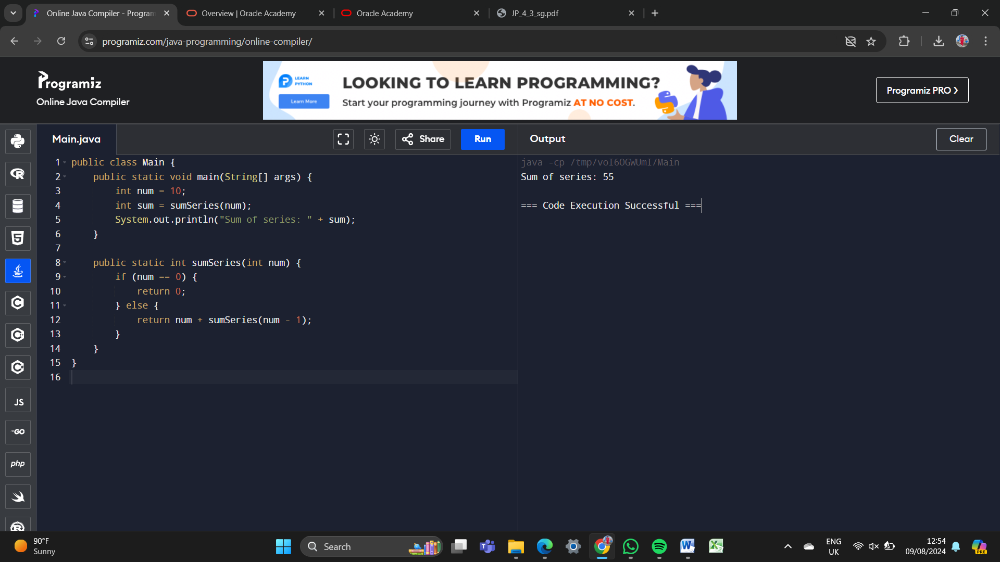 Online Java Compiler - Program
Overview | Oracle Academy
Oracle Academy
JP_4_3_sg.pdf
programiz.com/java-programming/online-compiler/
Programiz
Online Java Compiler
LEARN
PYTHON
Learn More
LOOKING TO LEARN PROGRAMMING?
Start your programming journey with Programiz AT NO COST.
Programiz PRO
Main.java
Share
Run
Output
Clear
1 public class Main {
2 public static void main(String[] args) {
3 int num = 10;
4 int sum = sumSeries(num);
5 System.out.println("Sum of series: " + sum);
6 }
7
8 public static int sumSeries(int num) {
9 if (num == 0) {
10 return 0;
11 } else {
12 return num + sumSeries(num - 1);
13 }
14 }
15 }
16
java -cp /tmp/voI6OGWUmI/Main
Sum of series: 55
=== Code Execution Successful ===
JS
GO
php
90°F
Sunny
Search
ENG
UK
12:54
09/08/2024
PRE